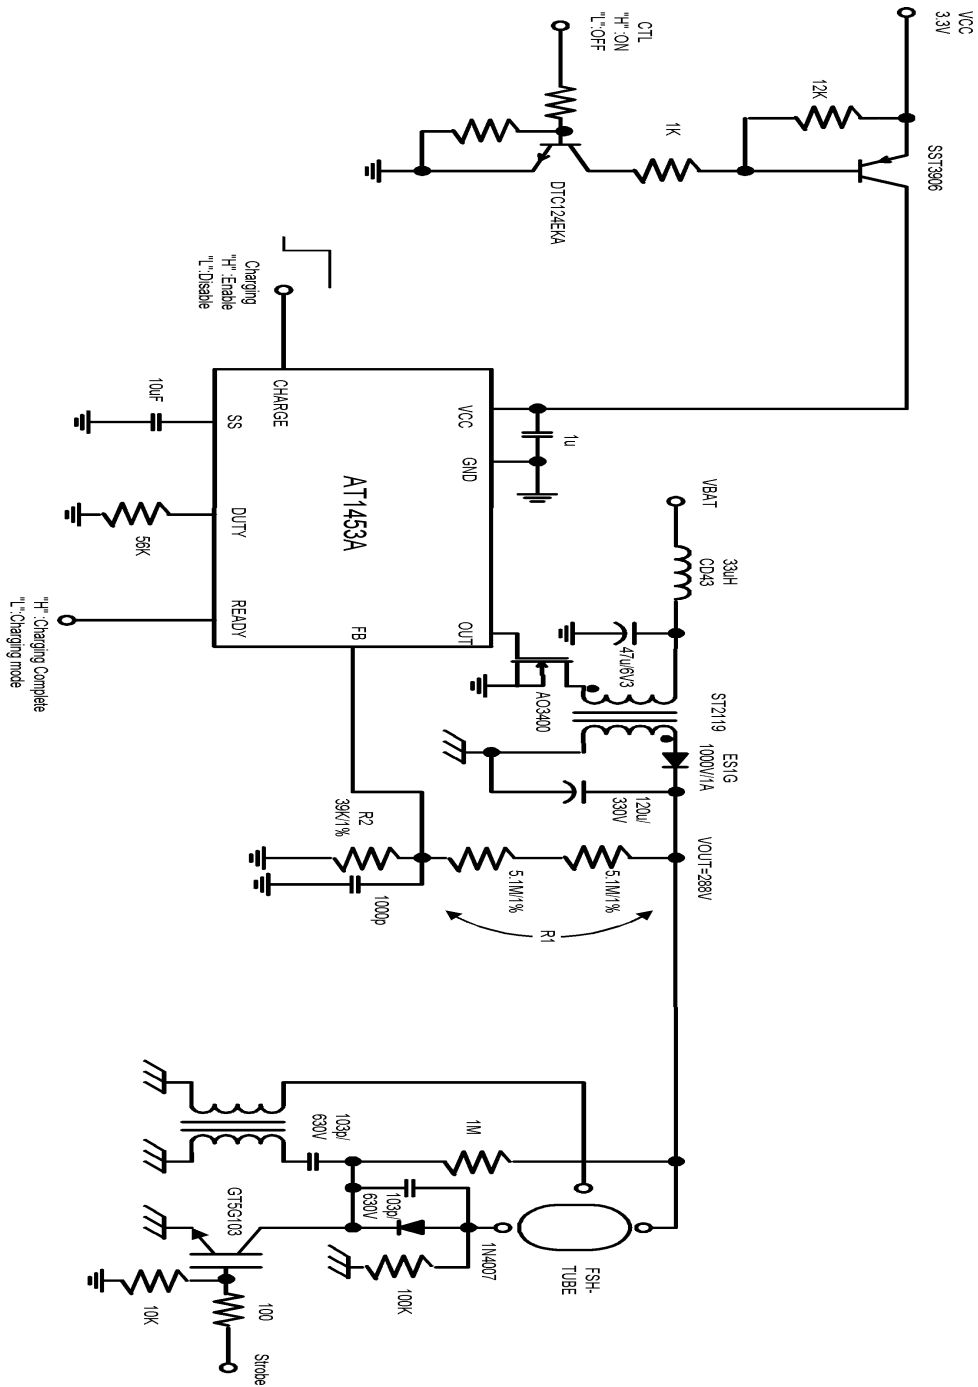 VCC
3.3V
12K
SST3906
1K
CTL
"H" :ON
"L":OFF
DTC124EKA
Charging
"H" :Enable
"L":Disable
CHARGE
SS
DUTY
READY
VCC
GND
OUT
FB
AT1453A
10uF
56K
"H" :Charging Complete
"L":Charging mode
1u
VBAT
33uH
CD43
47u/6V3
AO3400
ST2119
ES1G
1000V/1A
120u/
330V
VOUT=288V
5.1M/1%
5.1M/1%
R1
R2
39K/1%
1000p
1M
103p/
630V
103p/
630V
1N4007
100K
FSH-
TUBE
GT5G103
10K
100
Strobe